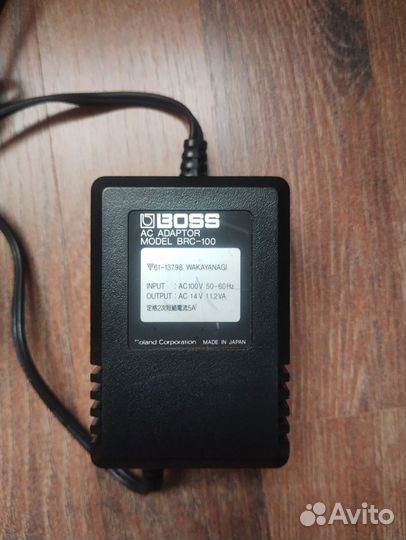 BOSS
AC ADAPTOR
MODEL BRC-100
61-13798 WAKAYANAGI
INPUT : AC100V 50-60Hz
OUTPUT : AC 14V 11.2VA
定格2次短絡電流5A
Roland Corporation MADE IN JAPAN
Avito